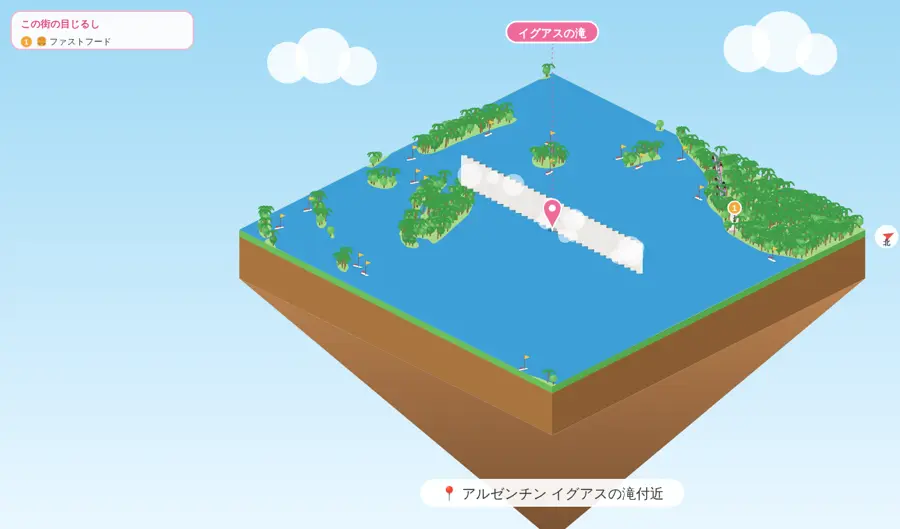 この街の目じるし
1 🍔 ファストフード
イグアスの滝
1
北
📍 アルゼンチン イグアスの滝付近